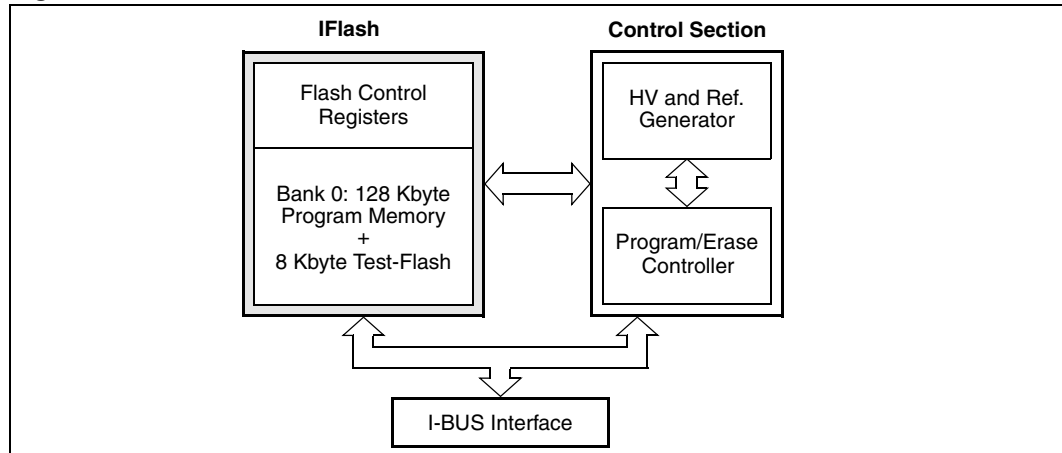 IFlash
Control Section
Flash Control
Registers
Bank 0: 128 Kbyte
Program Memory
+
8 Kbyte Test-Flash
HV and Ref.
Generator
Program/Erase
Controller
I-BUS Interface